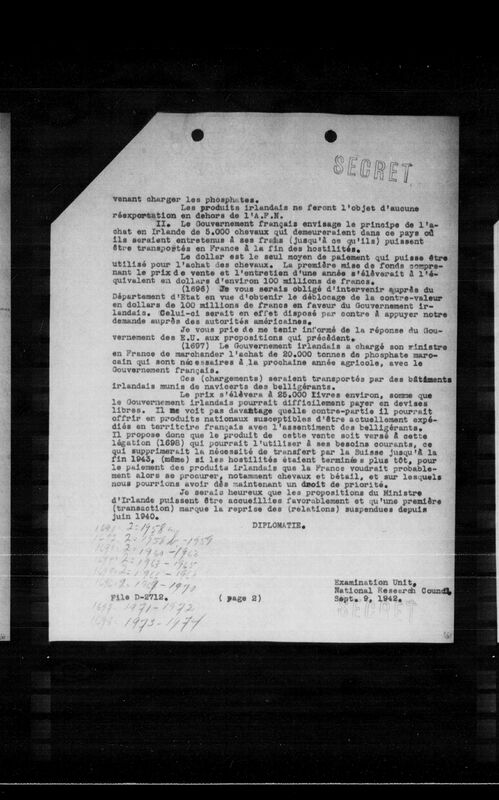 SECRET
venant charger les phosphates.
Les produits irlandais ne feront l'objet d'aucune
réexportation en dehors de l'A.F.N.
II. Le Gouvernement français envisage le principe de l'a-
chat en Irlande de 5.000 chevaux qui demeureraient dans ce pays où
ils seraient entretenus à ses frais (jusqu'à ce qu'ils) puissent
être transportés en France à la fin des hostilités.
Le dollar est le seul moyen de paiement qui puisse être
utilisé pour l'achat des chevaux. La première mise de fonds compre-
nant le prix de vente et l'entretien d'une année s'élèverait à l'é-
quivalent en dollars d'environ 100 millions de francs.
(1696) Je vous serais obligé d'intervenir auprès du
Département d'Etat en vue d'obtenir le déblocage de la contre-valeur
en dollars de 100 millions de francs en faveur du Gouvernement ir-
landais. Celui-ci serait en effet disposé par contre à appuyer notre
demande auprès des autorités américaines.
Je vous prie de me tenir informé de la réponse du Gou-
vernement des E.U. aux propositions qui précèdent.
(1697) Le Gouvernement irlandais a chargé son ministre
en France de marchander l'achat de 20.000 tonnes de phosphate maro-
cain qui sont nécessaires à la prochaine année agricole, avec le
Gouvernement français.
Ces (chargements) seraient transportés par des bâtiments
irlandais munis de navicerts des belligérants.
Le prix s'élèvera à 25.000 livres environ, somme que
le Gouvernement irlandais pourrait difficilement payer en devises
libres. Il ne voit pas davantage quelle contre-partie il pourrait
offrir en produits nationaux susceptibles d'être actuellement expé-
diés en territoire français avec l'assentiment des belligérants.
Il propose donc que le produit de cette vente soit versé à cette
légation (1698) qui pourrait l'utiliser à ses besoins courants, ce
qui supprimerait la nécessité de transfert par la Suisse jusqu'à la
fin 1943, (même) si les hostilités étaient terminées plus tôt, pour
le paiement des produits irlandais que la France voudrait probable-
ment alors se procurer, notamment chevaux et bétail, et sur lesquels
nous pourrions avoir dès maintenant un droit de priorité.
Je serais heureux que les propositions du Ministre
d'Irlande puissent être accueillies favorablement et qu'une première
(transaction) marque la reprise des (relations) suspendues depuis
juin 1940.
DIPLOMATIE.
Examination Unit,
National Research Council,
File D-2712. ( page 2) Sept. 9, 1942.
SECRET
1971-1972
1973-1974